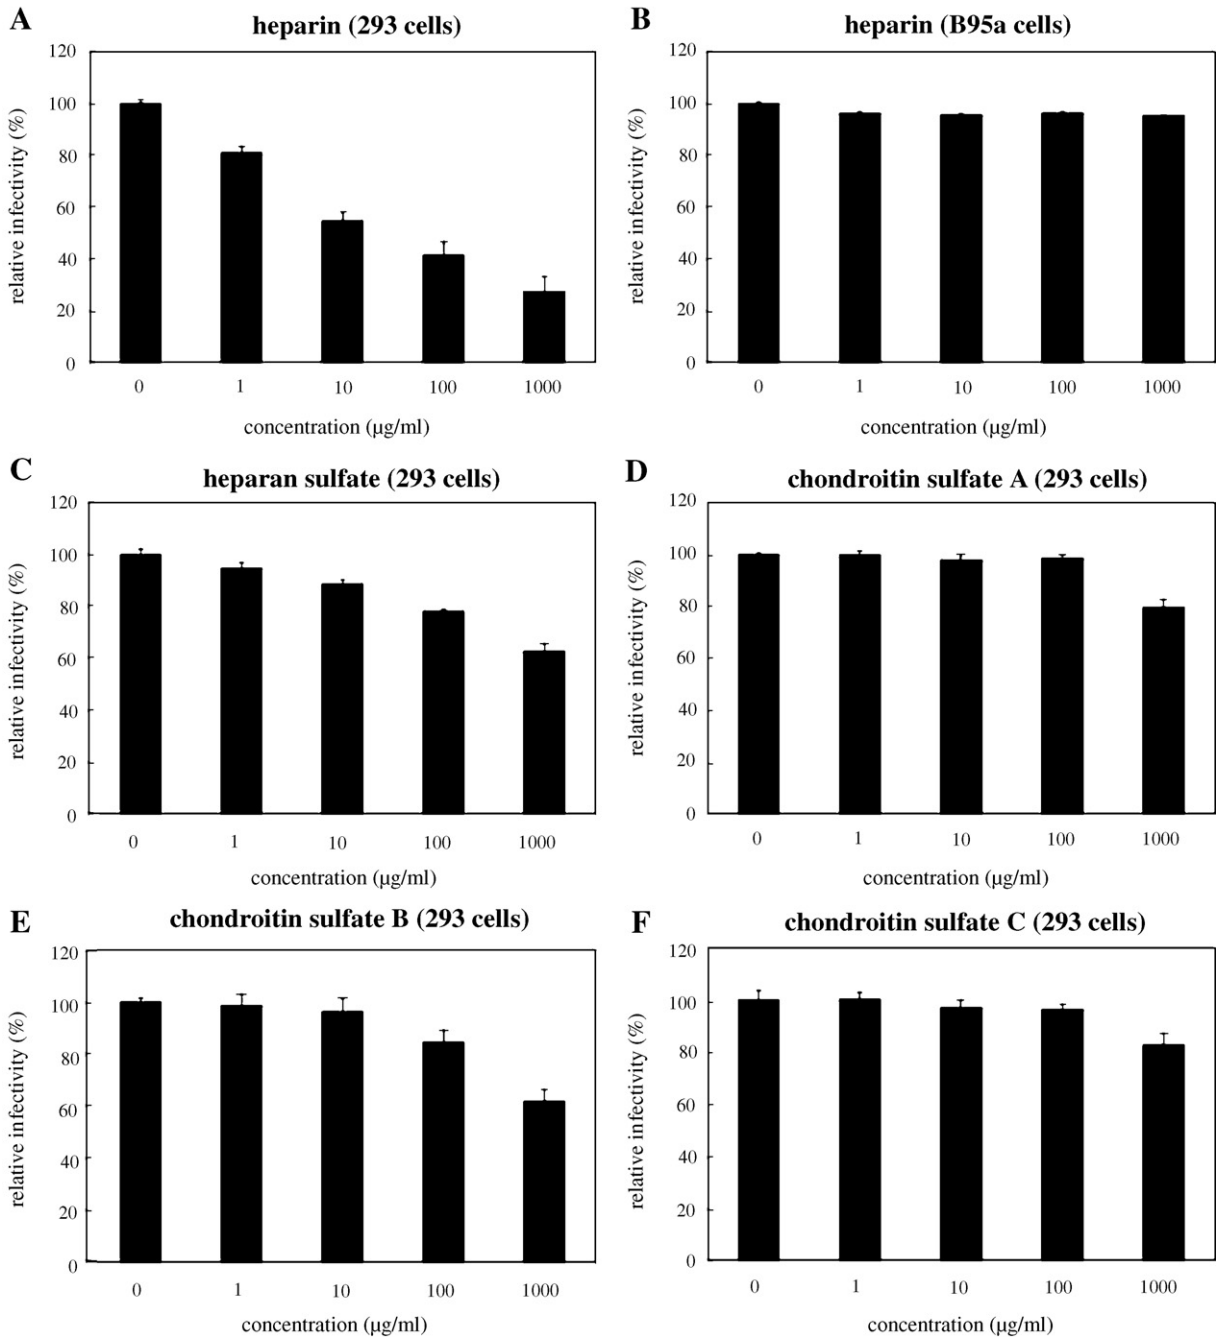 A
heparin (293 cells)
relative infectivity (%)
120
100
80
60
40
20
0
0 1 10 100 1000
concentration (µg/ml)
B
heparin (B95a cells)
relative infectivity (%)
120
100
80
60
40
20
0
0 1 10 100 1000
concentration (µg/ml)
C
heparan sulfate (293 cells)
relative infectivity (%)
120
100
80
60
40
20
0
0 1 10 100 1000
concentration (µg/ml)
D
chondroitin sulfate A (293 cells)
relative infectivity (%)
120
100
80
60
40
20
0
0 1 10 100 1000
concentration (µg/ml)
E
chondroitin sulfate B (293 cells)
relative infectivity (%)
120
100
80
60
40
20
0
0 1 10 100 1000
concentration (µg/ml)
F
chondroitin sulfate C (293 cells)
relative infectivity (%)
120
100
80
60
40
20
0
0 1 10 100 1000
concentration (µg/ml)